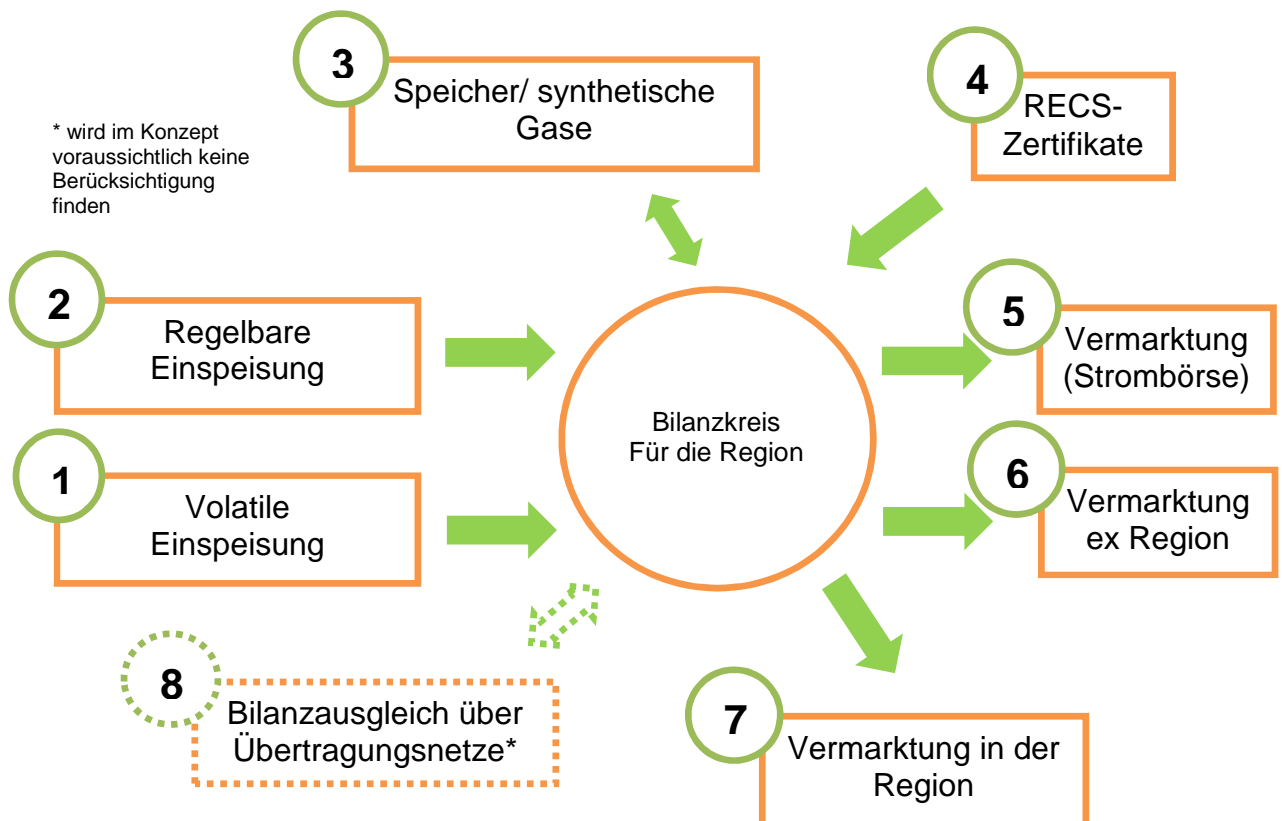 3
Speicher/ synthetische
Gase
4
RECS-
Zertifikate
* wird im Konzept
voraussichtlich keine
Berücksichtigung
finden
2
Regelbare
Einspeisung
5
Vermarktung
(Strombörse)
Bilanzkreis
Für die Region
1
Volatile
Einspeisung
6
Vermarktung
ex Region
8
Bilanzausgleich über
Übertragungsnetze*
7
Vermarktung in der
Region